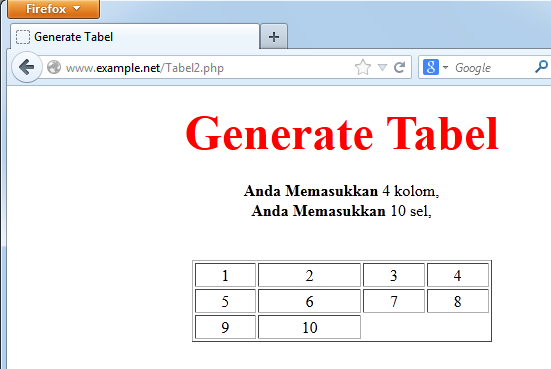 Firefox
Generate Tabel
www.example.net/Tabel2.php
Google
Generate Tabel
Anda Memasukkan 4 kolom,
Anda Memasukkan 10 sel,
1 2 3 4
5 6 7 8
9 10